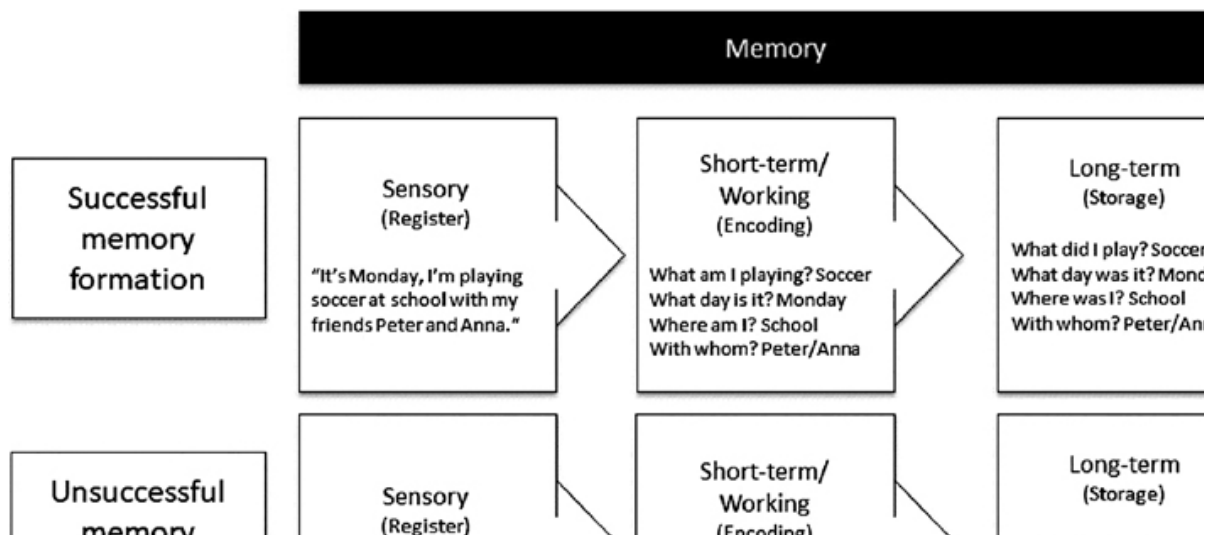 Memory
Successful
memory
formation
Sensory
(Register)
"It's Monday, I'm playing
soccer at school with my
friends Peter and Anna."
Short-term/
Working
(Encoding)
What am I playing? Soccer
What day is it? Monday
Where am I? School
With whom? Peter/Anna
Long-term
(Storage)
What did I play? Soccer
What day was it?
Where was I? School
With whom?
Unsuccessful
memory
Sensory
(Register)
Short-term/
Working
(Encoding)
Long-term
(Storage)